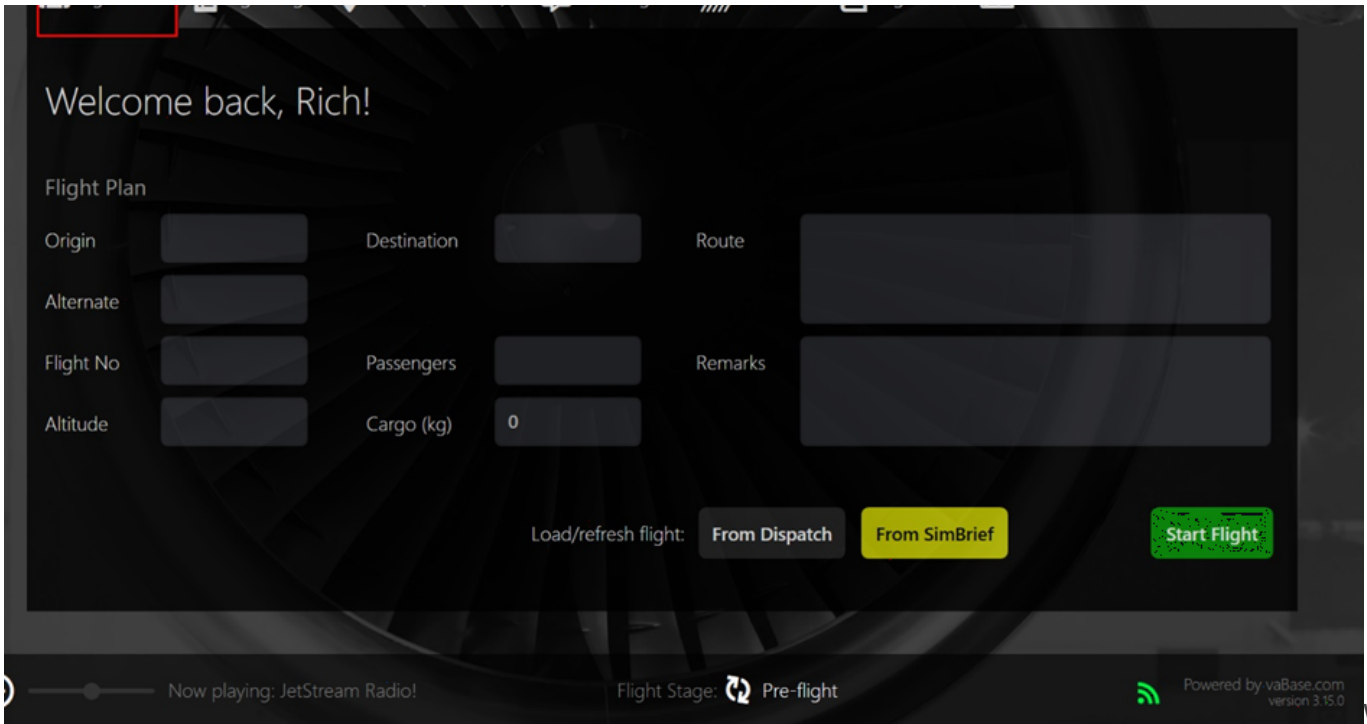 Welcome back, Rich!
Flight Plan
Origin
Destination
Route
Alternate
Flight No
Passengers
Remarks
Altitude
Cargo (kg)
0
Load/refresh flight:
From Dispatch
From SimBrief
Start Flight
Now playing: JetStream Radio!
Flight Stage:
Pre-flight
Powered by vaBase.com
version 3.15.0